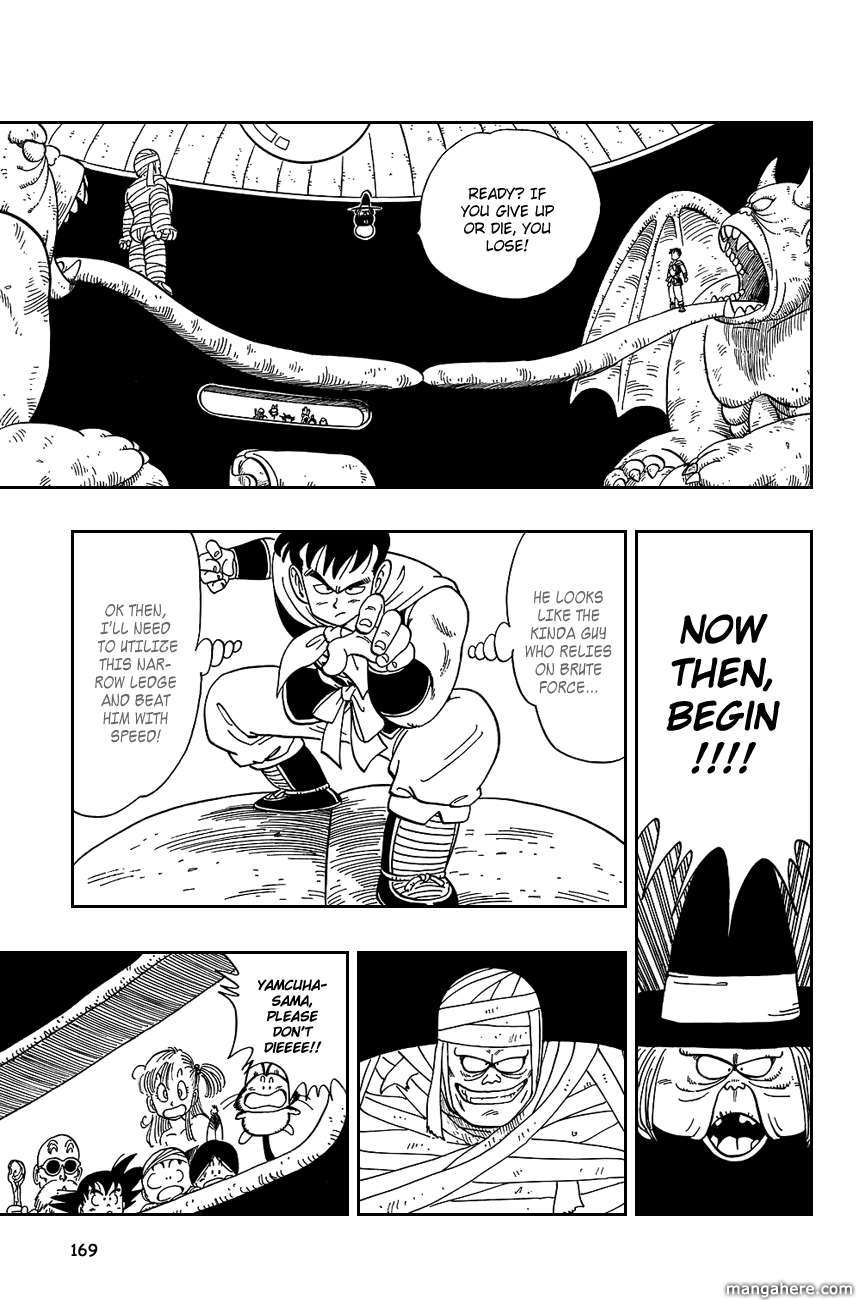 READY? IF
YOU GIVE UP
OR DIE, YOU
LOSE!
NOW
THEN,
BEGIN
!!!!
HE LOOKS
LIKE THE
KINDA GUY
WHO RELIES
ON BRUTE
FORCE...
OK THEN,
I'LL NEED
TO UTILIZE
THIS NAR-
ROW LEDGE
AND BEAT
HIM WITH
SPEED!
YAMCUHA-
SAMA,
PLEASE
DON'T
DIEEEE!!
169
mangahere.com